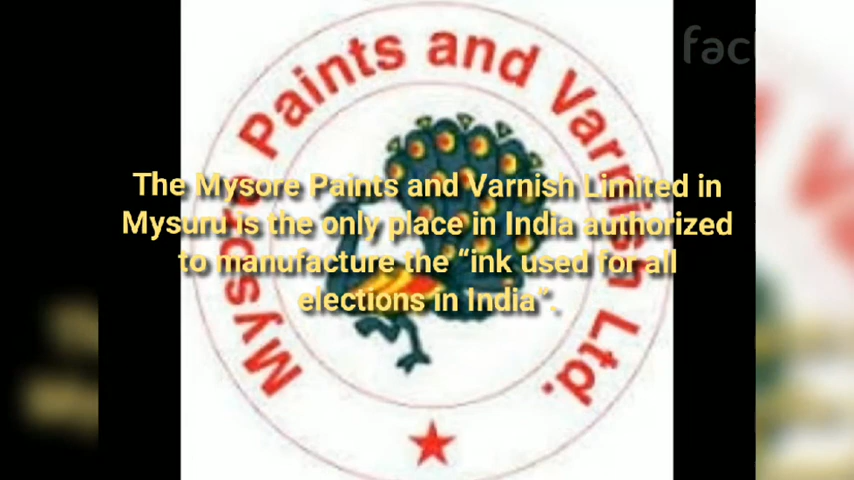 fact
Mysore Paints and Varnish Ltd.
The Mysore Paints and Varnish Limited in
Mysuru is the only place in India authorized
to manufacture the “ink used for all
elections in India”.